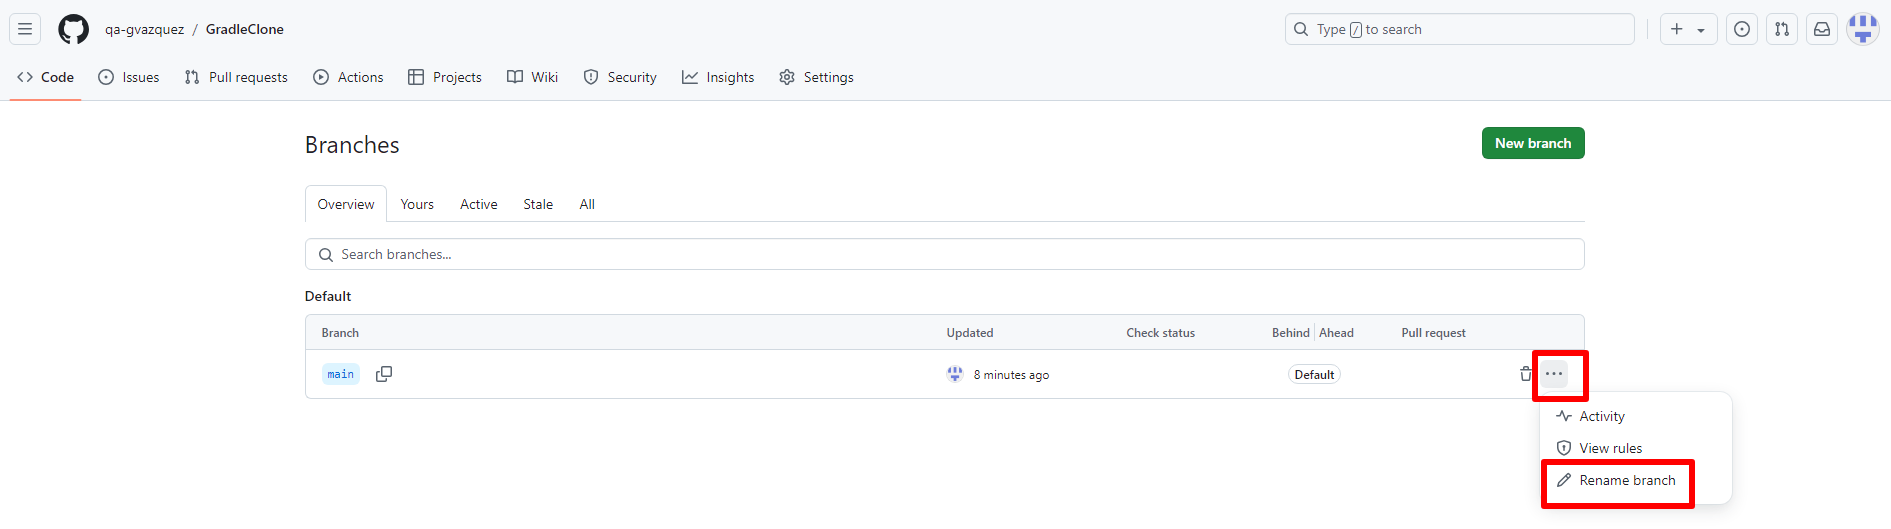 qa-gvazquez / GradleClone
Type / to search
Code Issues Pull requests Actions Projects Wiki Security Insights Settings
Branches
New branch
Overview Yours Active Stale All
Search branches...
Default
Branch Updated Check status Behind Ahead Pull request
main 8 minutes ago Default
Activity
View rules
Rename branch